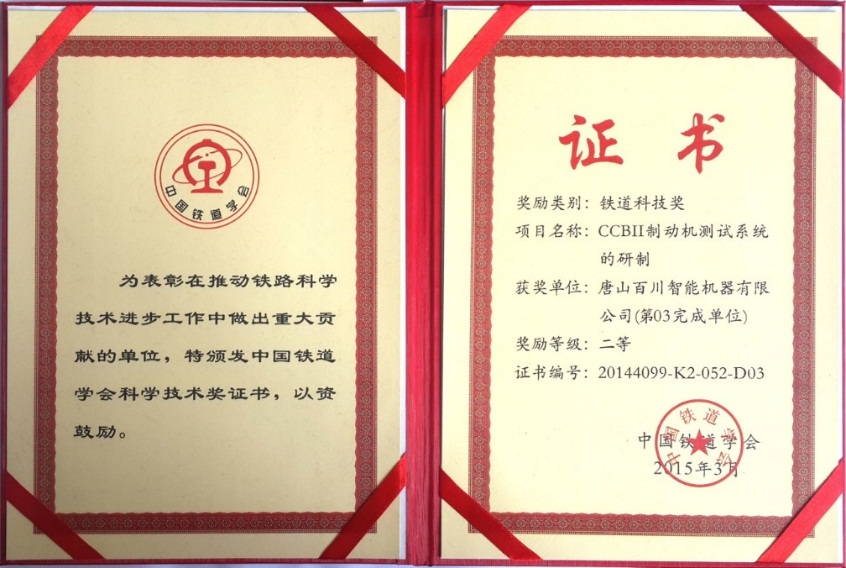 中国铁道学会
为表彰在推动铁路科学
技术进步工作中做出重大贡
献的单位，特颁发中国铁道
学会科学技术奖证书，以资
鼓励。
证书
奖励类别：铁道科技奖
项目名称：CCBII制动机测试系统
的研制
获奖单位：唐山百川智能机器有限
公司(第03完成单位)
奖励等级：二等
证书编号：20144099-K2-052-D03
中国铁道学会
中国铁道学会
2015年3月